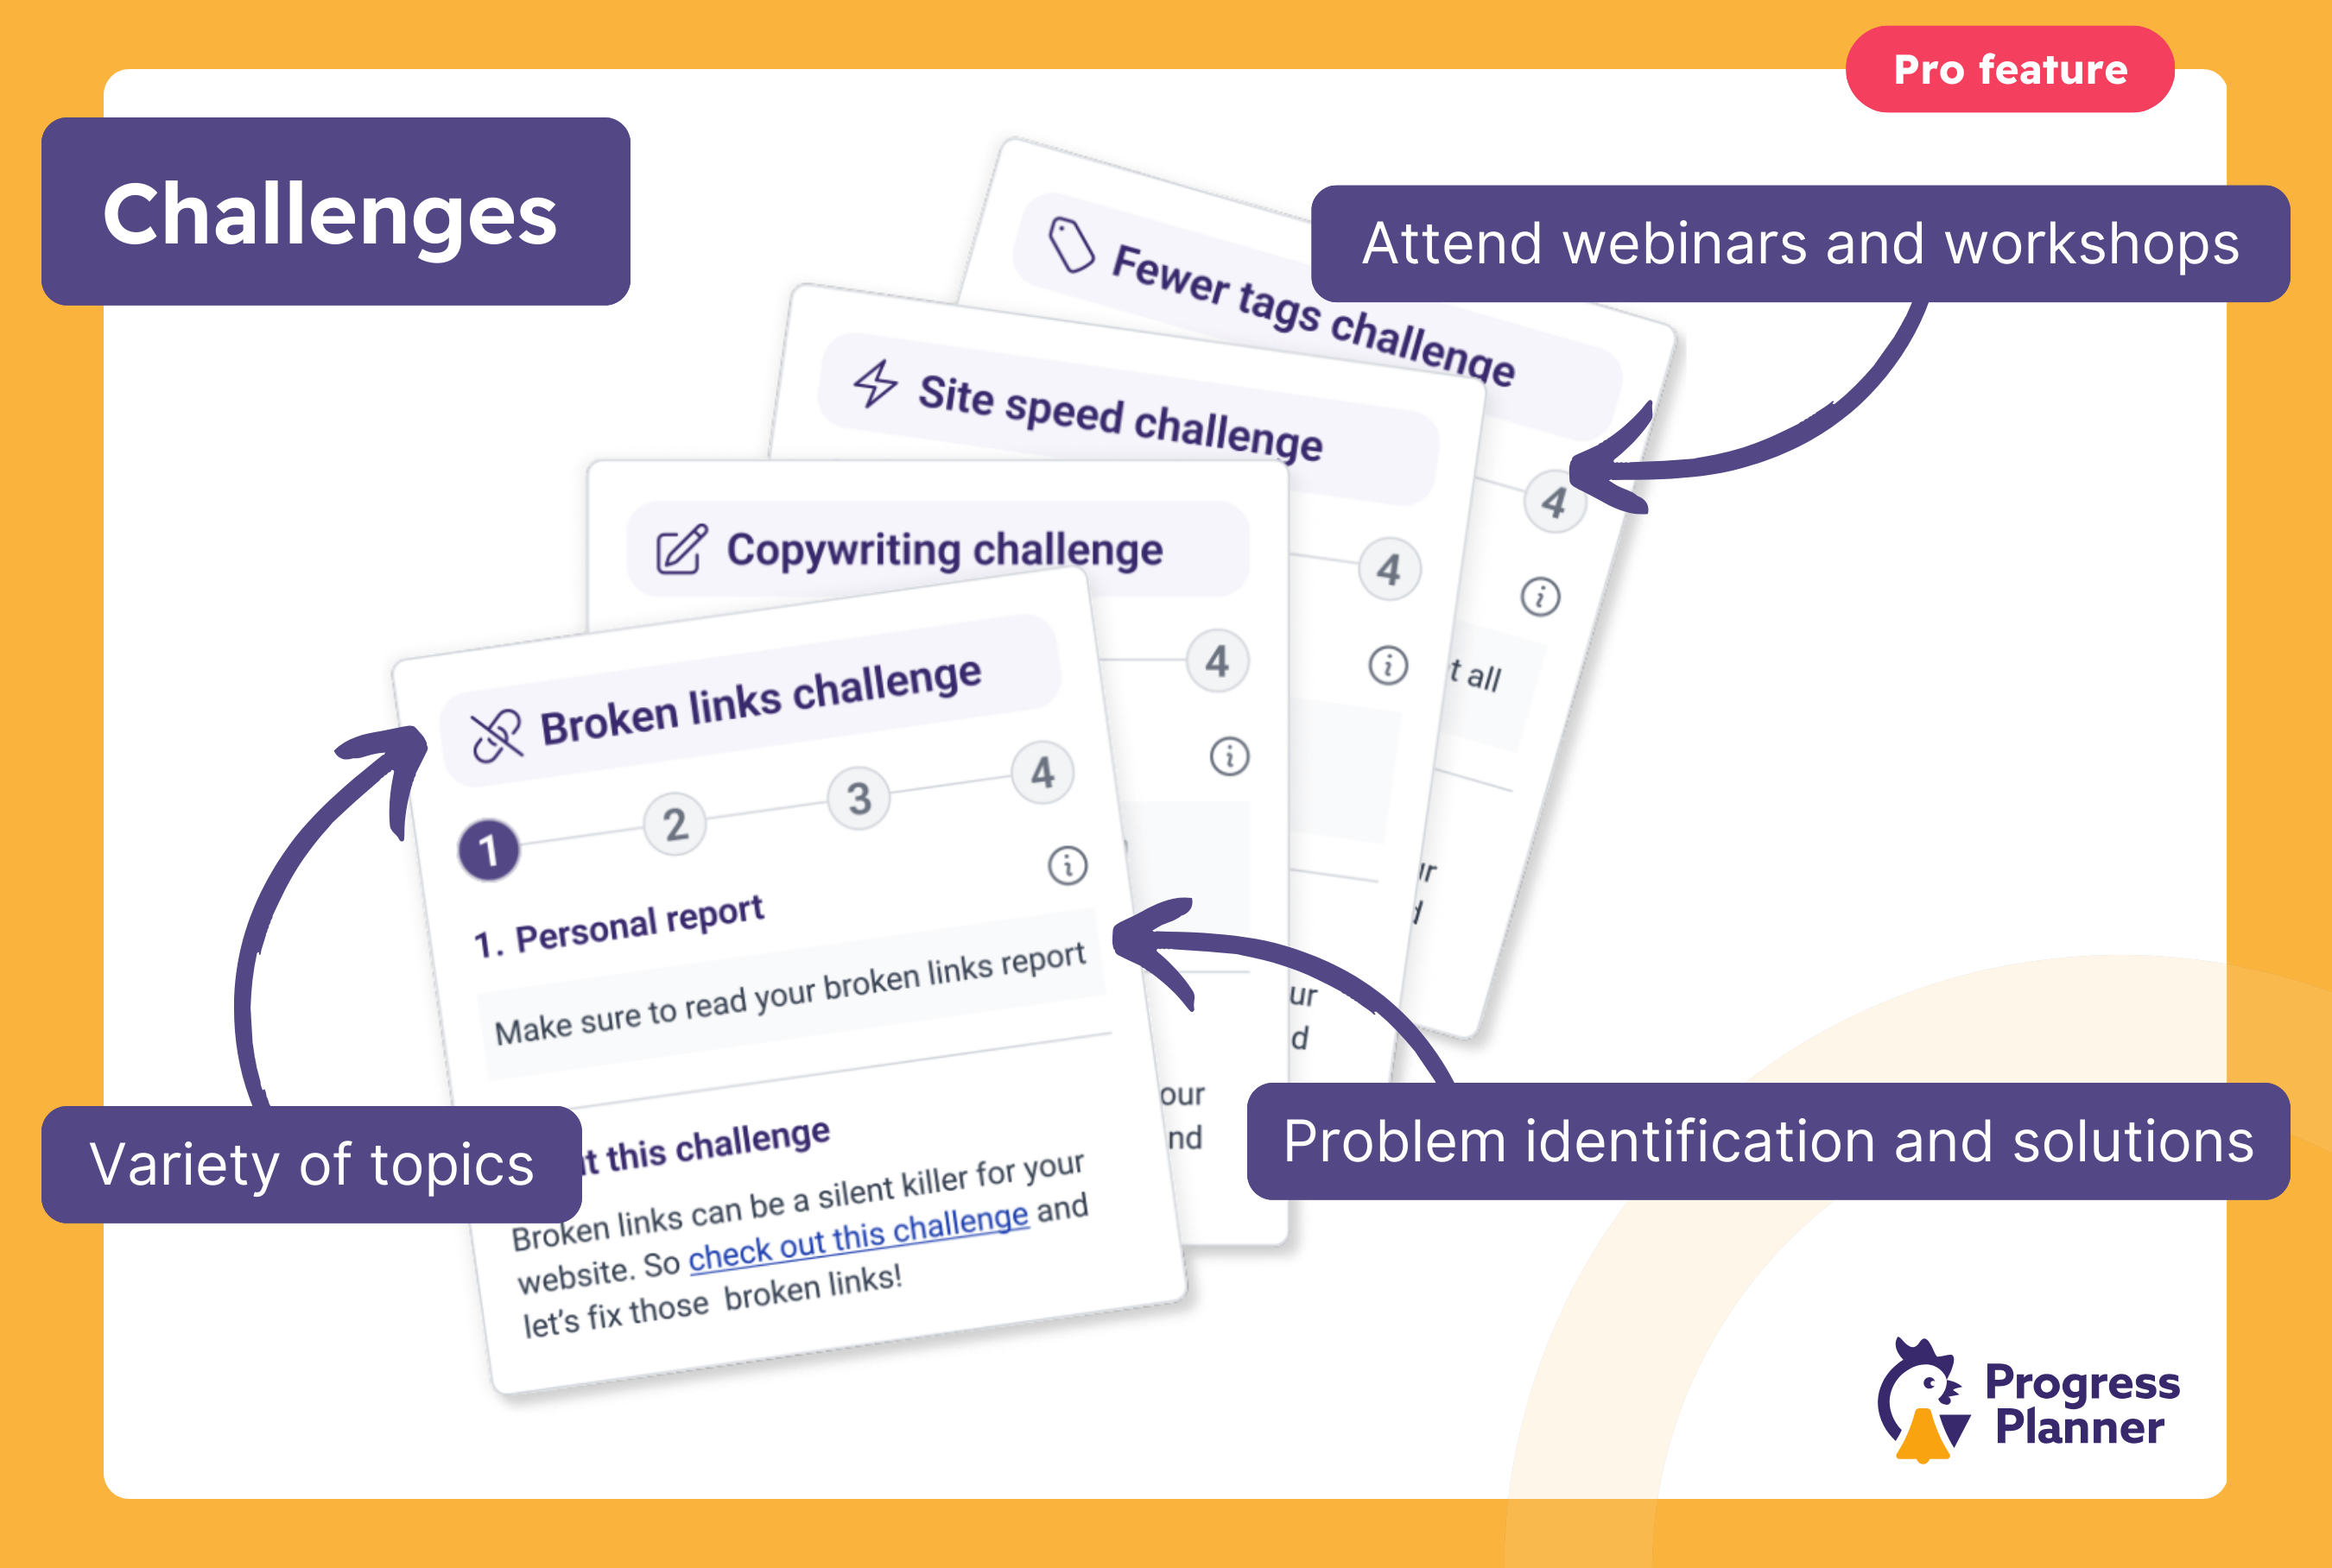 Pro feature
Challenges
Attend webinars and workshops
Fewer tags challenge
4
t all
Site speed challenge
4
Copywriting challenge
4
Broken links challenge
1 2 3 4
1. Personal report
Make sure to read your broken links report
t this challenge
Broken links can be a silent killer for your
website. So check out this challenge and
let's fix those broken links!
our
nd
ur
d
Variety of topics
Problem identification and solutions
Progress
Planner